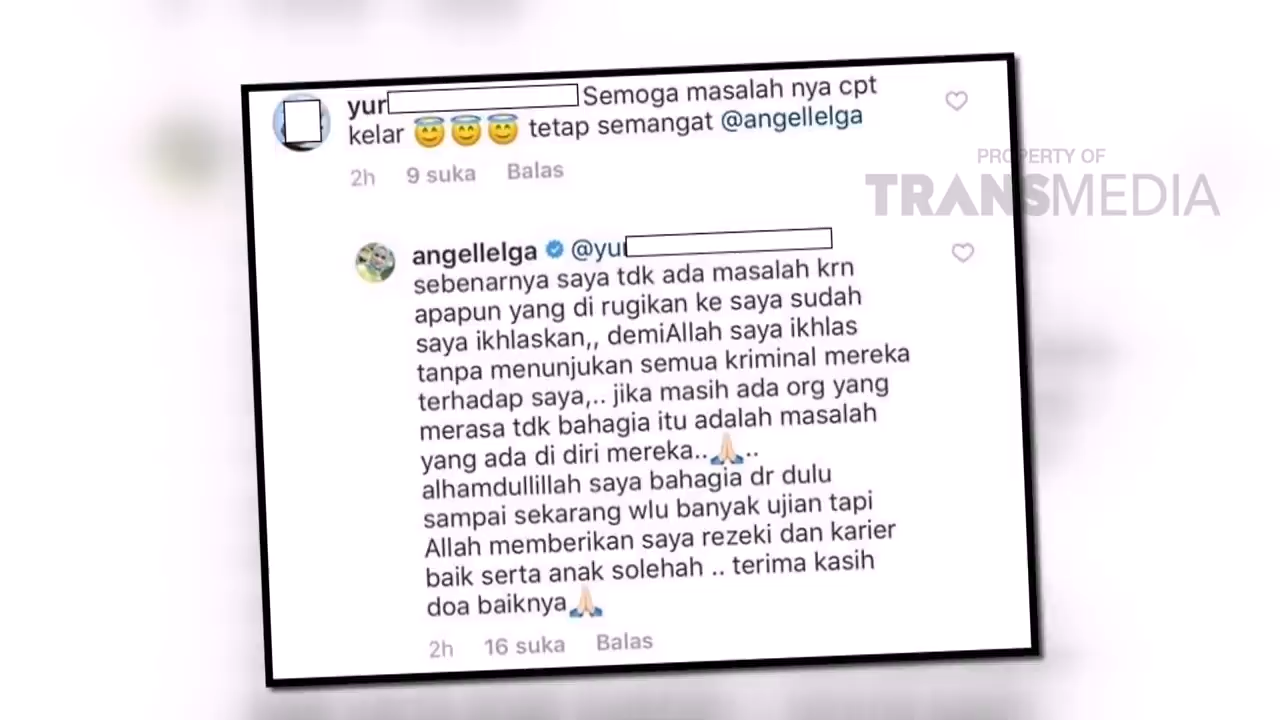 yur Semoga masalah nya cpt
kelar 😇😇😇 tetap semangat @angellelga
2h 9 suka Balas
PROPERTY OF
TRANSMEDIA
angellelga @yur
sebenarnya saya tdk ada masalah krn
apapun yang di rugikan ke saya sudah
saya ikhlaskan,, demiAllah saya ikhlas
tanpa menunjukan semua kriminal mereka
terhadap saya,.. jika masih ada org yang
merasa tdk bahagia itu adalah masalah
yang ada di diri mereka..🙏🏻..
alhamdullillah saya bahagia dr dulu
sampai sekarang wlu banyak ujian tapi
Allah memberikan saya rezeki dan karier
baik serta anak solehah .. terima kasih
doa baiknya🙏🏻
2h 16 suka Balas